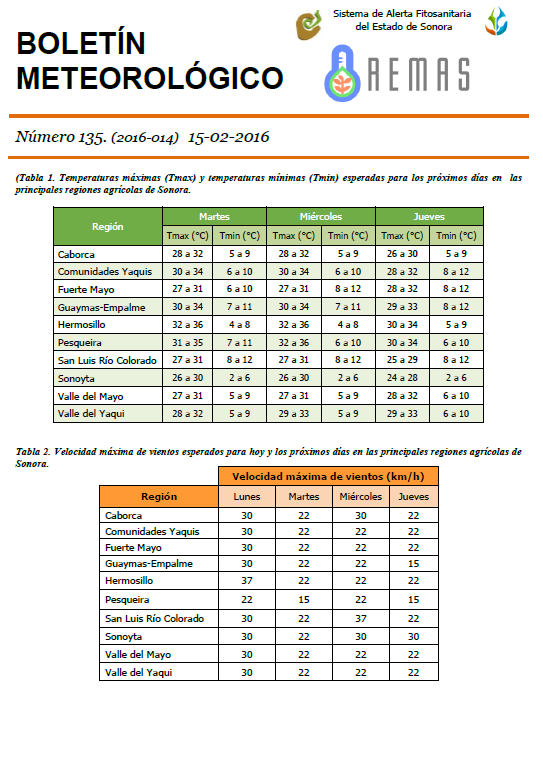 Sistema de Alerta Fitosanitaria
del Estado de Sonora
BOLETÍN
METEOROLÓGICO
REMAS
Número 135. (2016-014) 15-02-2016
(Tabla 1. Temperaturas máximas (Tmax) y temperaturas mínimas (Tmin) esperadas para los próximos días en las
principales regiones agrícolas de Sonora.
Región Martes Miércoles Jueves
Tmax (°C) Tmin (°C) Tmax (°C) Tmin (°C) Tmax (°C) Tmin (°C)
Caborca 28 a 32 5 a 9 28 a 32 5 a 9 26 a 30 5 a 9
Comunidades Yaquis 30 a 34 6 a 10 30 a 34 6 a 10 28 a 32 8 a 12
Fuerte Mayo 27 a 31 6 a 10 27 a 31 8 a 12 28 a 32 8 a 12
Guaymas-Empalme 30 a 34 7 a 11 30 a 34 7 a 11 29 a 33 8 a 12
Hermosillo 32 a 36 4 a 8 32 a 36 4 a 8 30 a 34 5 a 9
Pesqueira 31 a 35 7 a 11 32 a 36 6 a 10 30 a 34 6 a 10
San Luis Río Colorado 27 a 31 8 a 12 27 a 31 8 a 12 25 a 29 8 a 12
Sonoyta 26 a 30 2 a 6 26 a 30 2 a 6 24 a 28 2 a 6
Valle del Mayo 27 a 31 5 a 9 27 a 31 5 a 9 28 a 32 6 a 10
Valle del Yaqui 28 a 32 5 a 9 29 a 33 5 a 9 29 a 33 6 a 10
Tabla 2. Velocidad máxima de vientos esperados para hoy y los próximos días en las principales regiones agrícolas de
Sonora.
Velocidad máxima de vientos (km/h)
Región Lunes Martes Miércoles Jueves
Caborca 30 22 30 22
Comunidades Yaquis 30 22 22 22
Fuerte Mayo 30 22 22 22
Guaymas-Empalme 30 22 22 15
Hermosillo 37 22 22 22
Pesqueira 22 15 22 15
San Luis Río Colorado 30 22 37 22
Sonoyta 30 22 30 30
Valle del Mayo 30 22 22 22
Valle del Yaqui 30 22 22 22